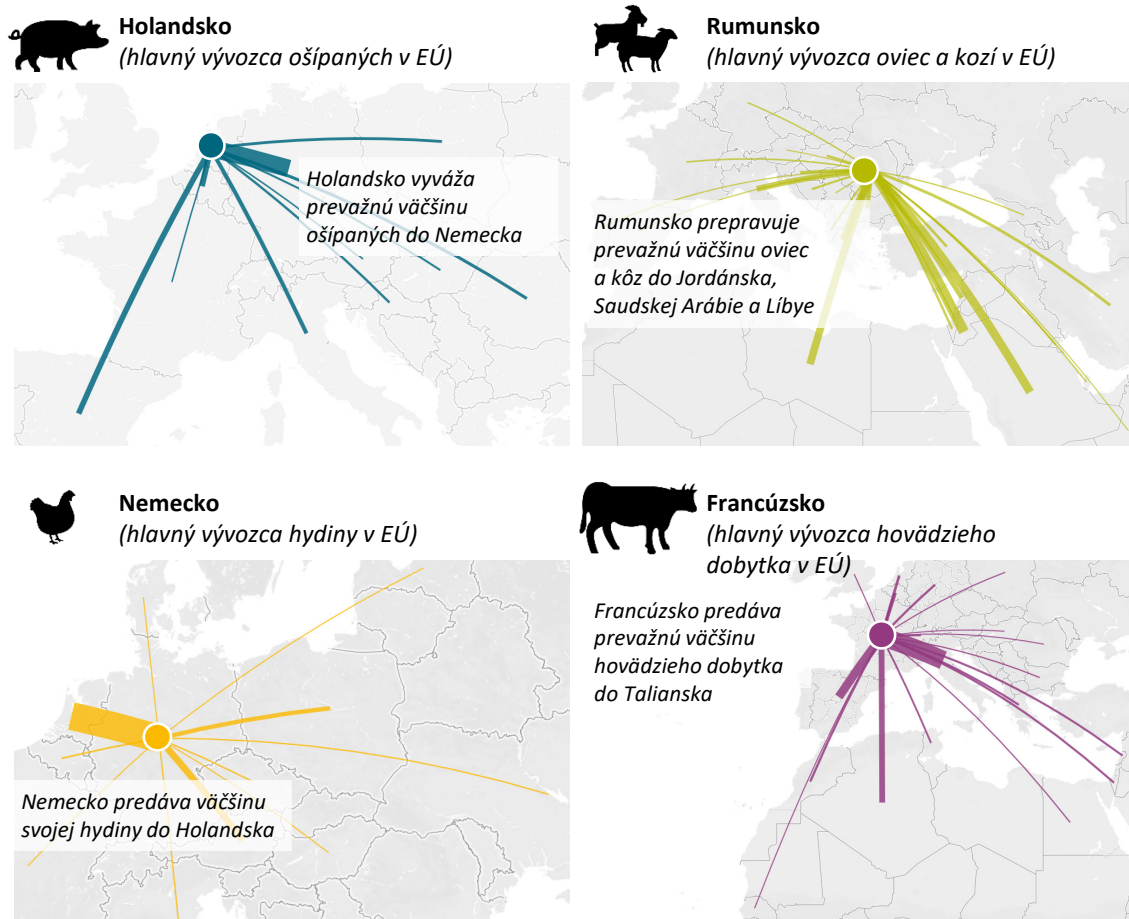 Holandsko
(hlavný vývozca ošípaných v EÚ)
Holandsko vyváža
prevažnú väčšinu
ošípaných do Nemecka
Rumunsko
(hlavný vývozca oviec a kozí v EÚ)
Rumunsko prepravuje
prevažnú väčšinu oviec
a kôz do Jordánska,
Saudskej Arábie a Líbye
Nemecko
(hlavný vývozca hydiny v EÚ)
Nemecko predáva väčšinu
svojej hydiny do Holandska
Francúzsko
(hlavný vývozca hovädzieho
dobytka v EÚ)
Francúzsko predáva
prevažnú väčšinu
hovädzieho dobytka
do Talianska